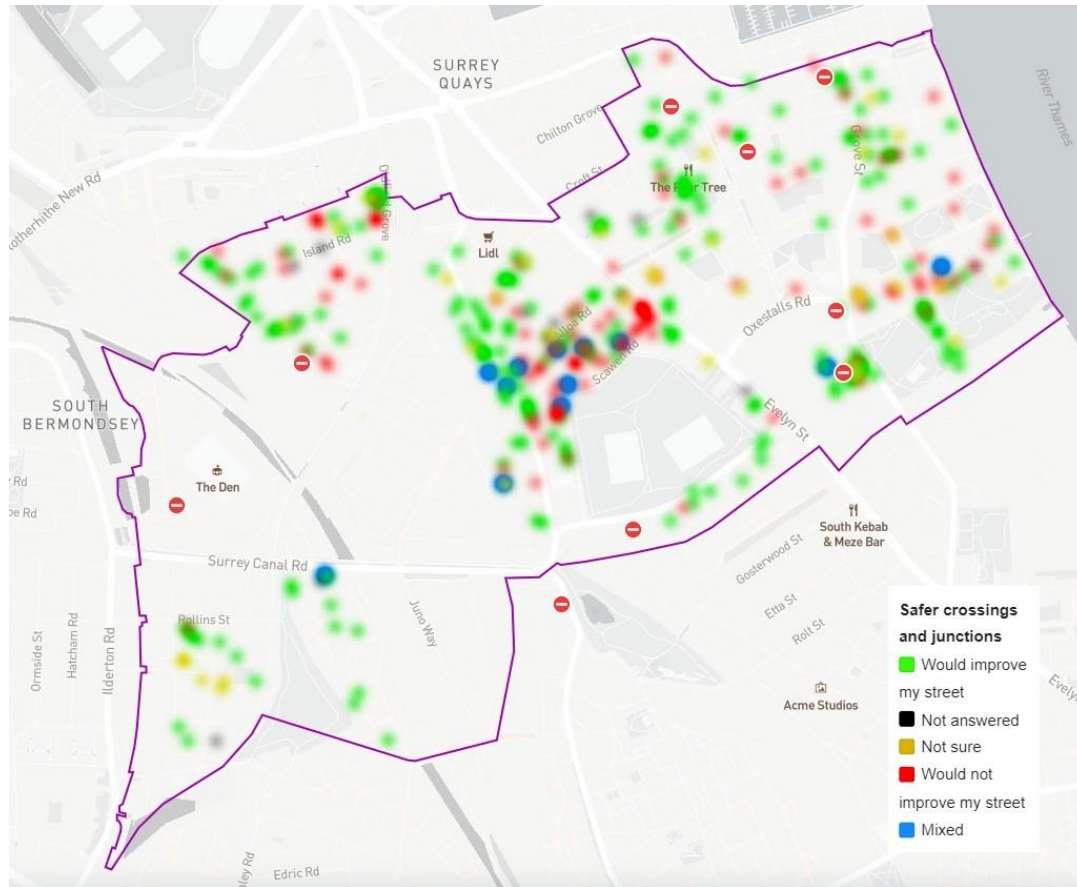 SURREY
QUAYS
River Thames
Chilton Grove
Grove St
Croft St
The Tree
Rotherhithe New Rd
Grove
Island Rd
Lidl
Oxestalls Rd
Scawen Rd
SOUTH
BERMONDSEY
Evelyn St
The Den
South Kebab
& Meze Bar
Surrey Canal Rd
Gosterwood St
Etta St
Rolt St
Juno Way
Rollins St
Ormside St
Hatcham Rd
Ilderton Rd
Acme Studios
Edric Rd
Safer crossings
and junctions
Would improve
my street
Not answered
Not sure
Would not
improve my street
Mixed